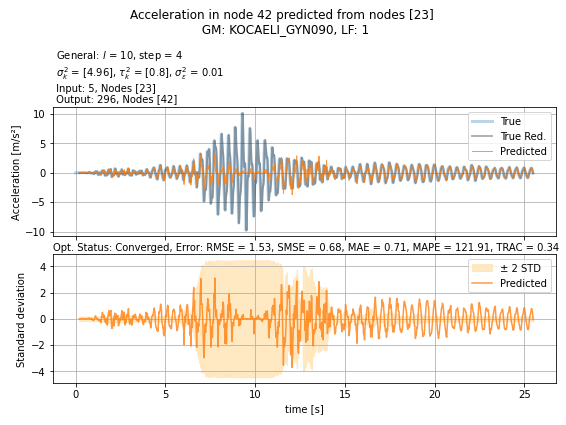 Acceleration in node 42 predicted from nodes [23]
GM: KOCAELI_GYN090, LF: 1
General: l = 10, step = 4
σ²ₖ = [4.96], τ²ₖ = [0.8], σ²ε = 0.01
Input: 5, Nodes [23]
Output: 296, Nodes [42]
True
True Red.
Predicted
Acceleration [m/s²]
10
5
0
−5
−10
Opt. Status: Converged, Error: RMSE = 1.53, SMSE = 0.68, MAE = 0.71, MAPE = 121.91, TRAC = 0.34
± 2 STD
Predicted
Standard deviation
4
2
0
−2
−4
0 5 10 15 20 25
time [s]